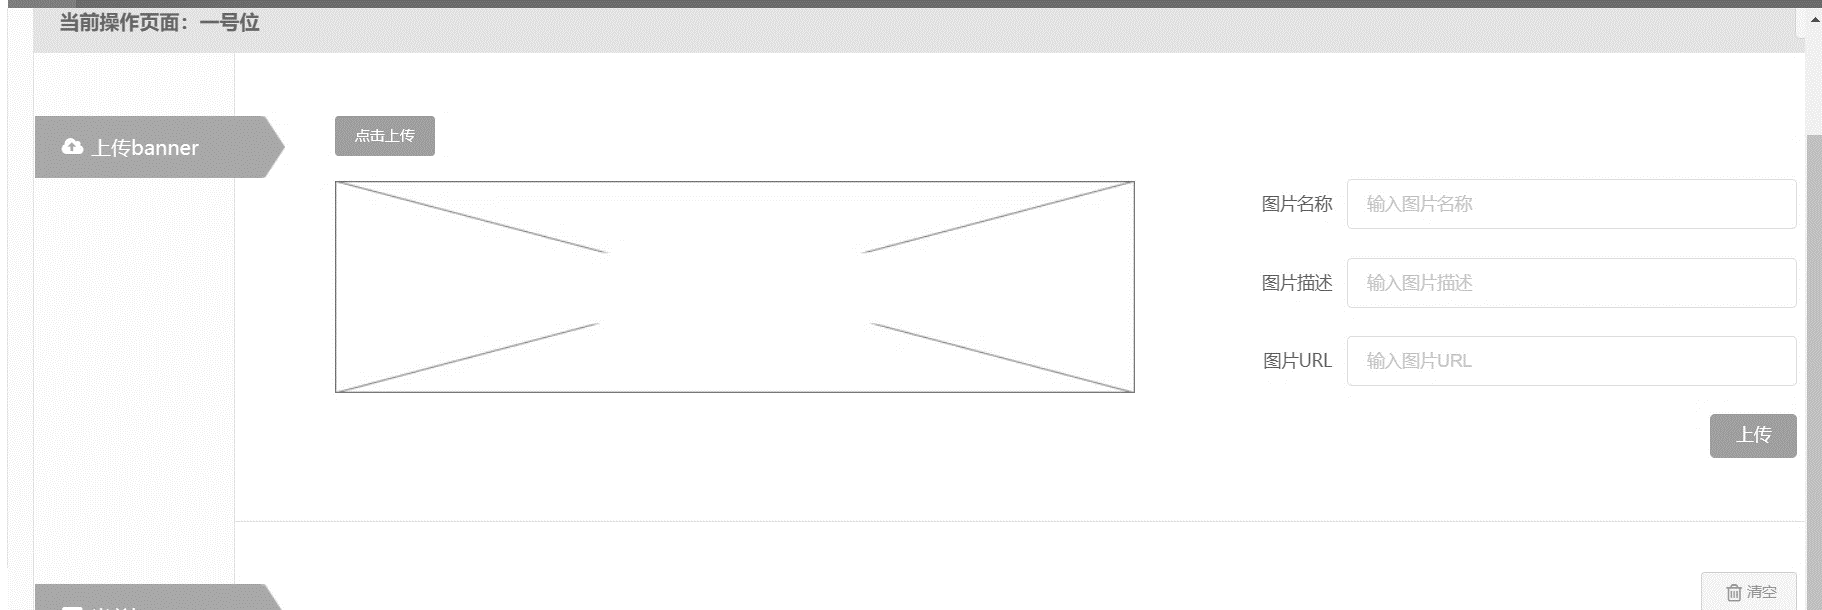 当前操作页面：一号位
上传banner
点击上传
图片名称 输入图片名称
图片描述 输入图片描述
图片URL 输入图片URL
上传
清空